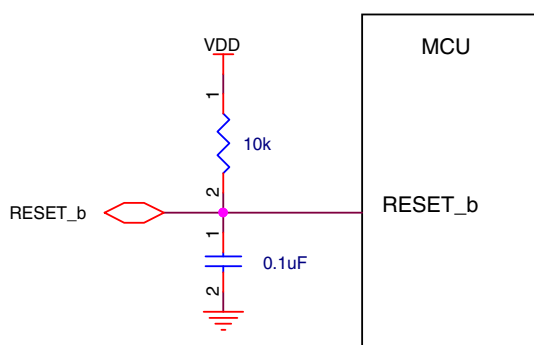 VDD
MCU
1
10k
2
RESET_b
RESET_b
1
0.1uF
2